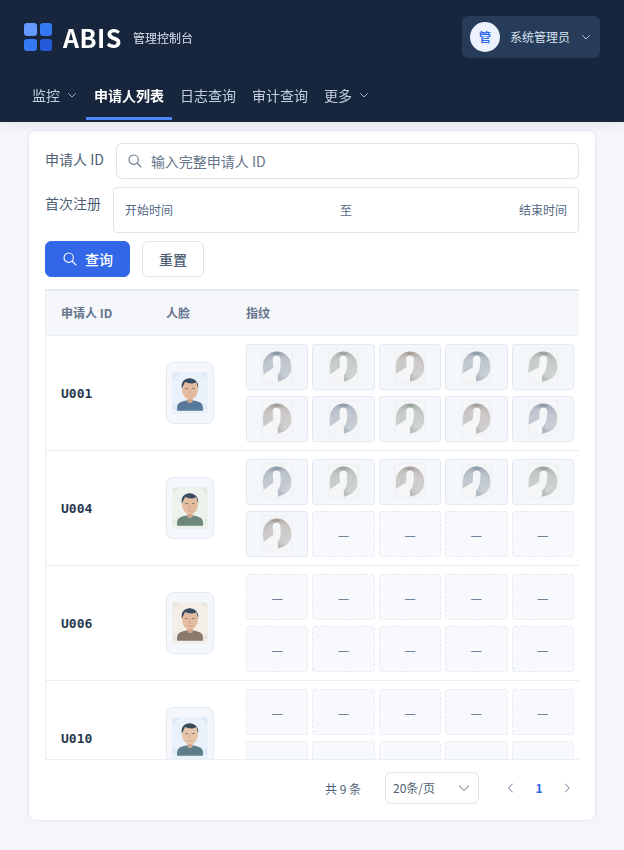 ABIS 管理控制台
管 系统管理员
监控 申请人列表 日志查询 审计查询 更多
申请人 ID 输入完整申请人 ID
首次注册 开始时间 至 结束时间
查询 重置
申请人 ID 人脸 指纹
U001
U004
— — — —
U006
— — — — —
— — — — —
U010
— — — — —
共 9 条 20条/页 1